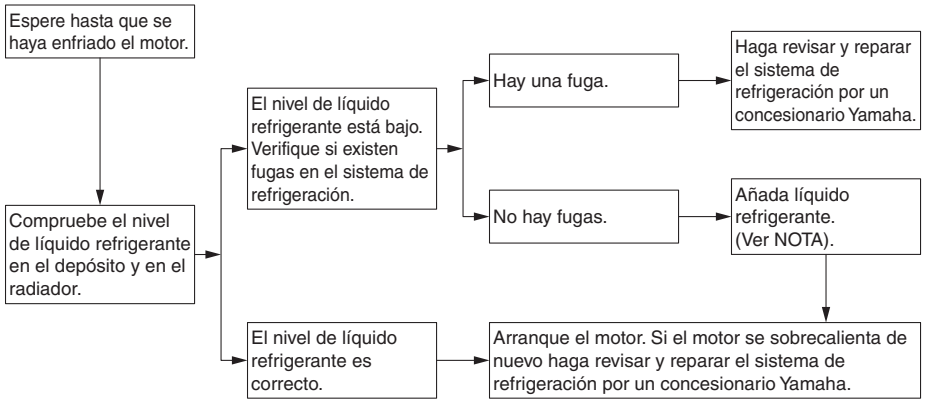 Espere hasta que se
haya enfriado el motor.
Compruebe el nivel
de líquido refrigerante
en el depósito y en el
radiador.
El nivel de líquido
refrigerante está bajo.
Verifique si existen
fugas en el sistema de
refrigeración.
Hay una fuga.
Haga revisar y reparar
el sistema de
refrigeración por un
concesionario Yamaha.
No hay fugas.
Añada líquido
refrigerante.
(Ver NOTA).
El nivel de líquido
refrigerante es
correcto.
Arranque el motor. Si el motor se sobrecalienta de
nuevo haga revisar y reparar el sistema de
refrigeración por un concesionario Yamaha.